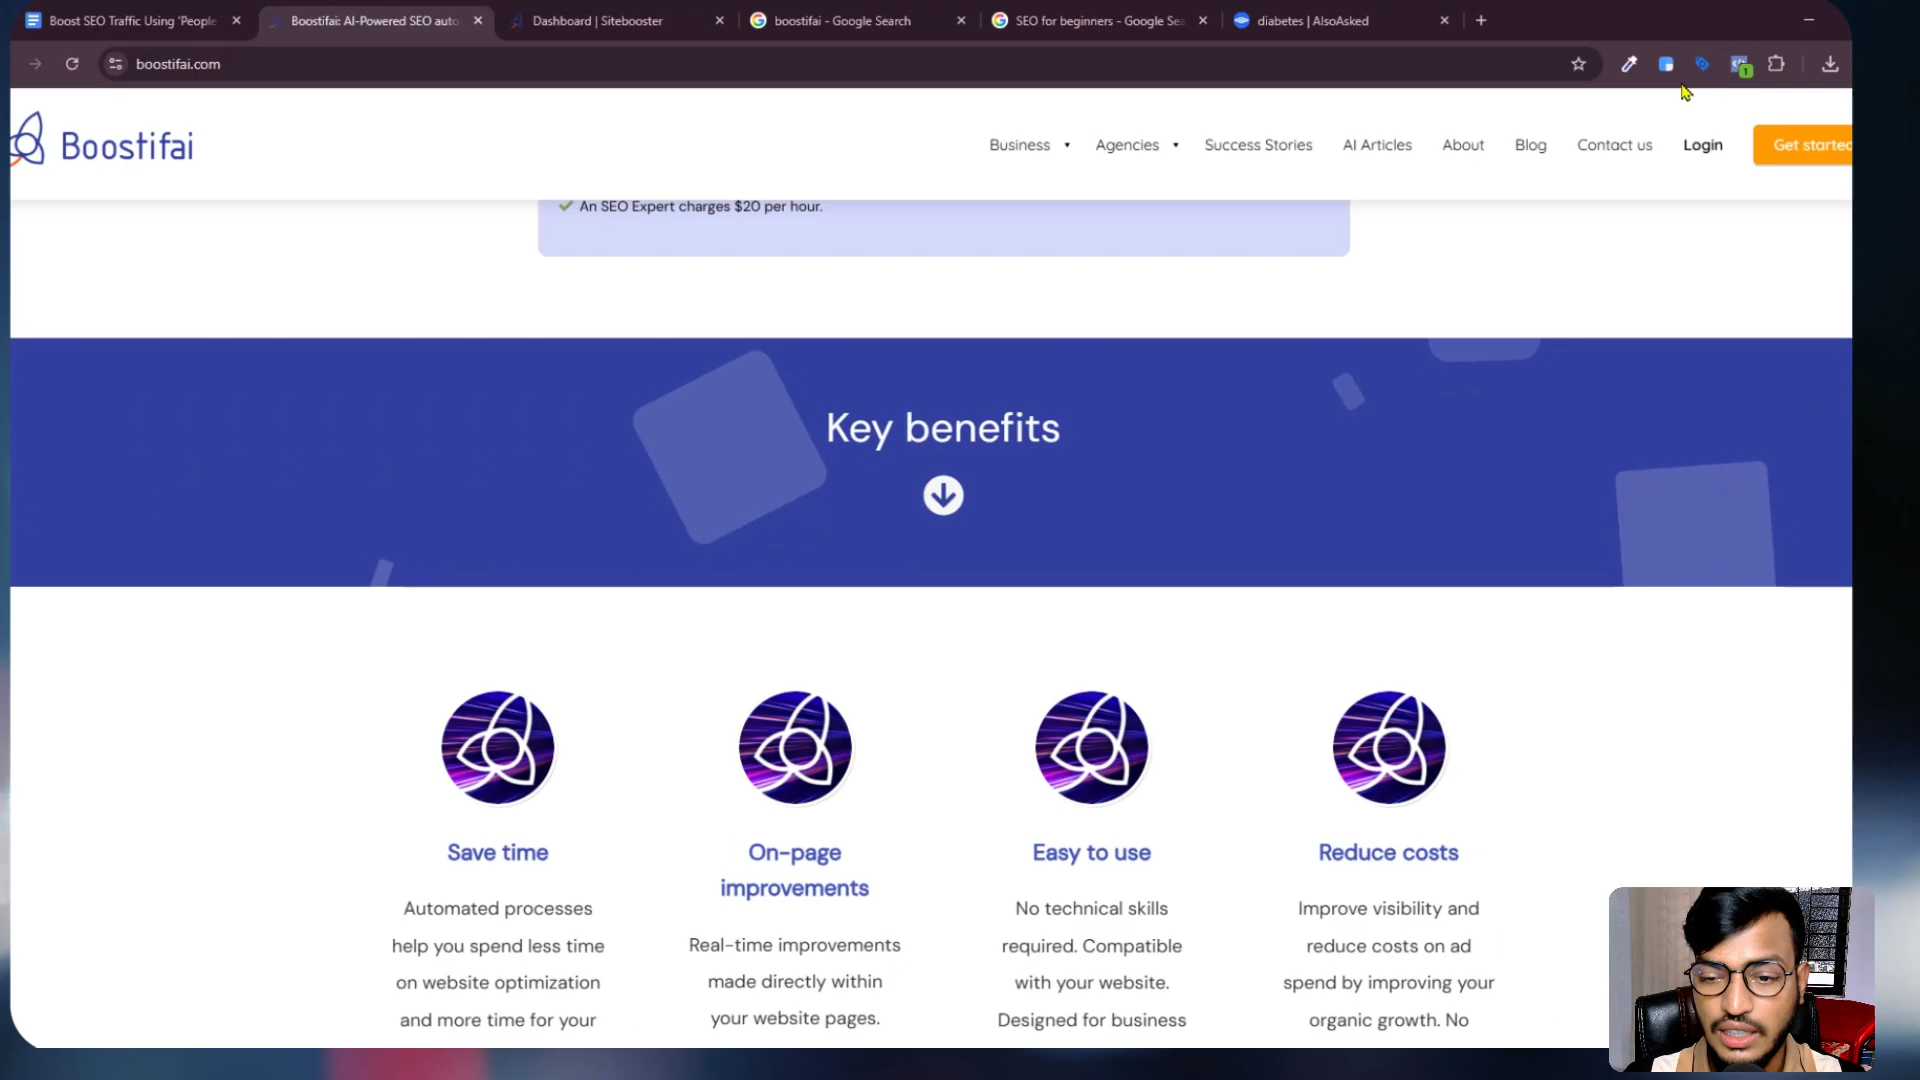 Boost SEO Traffic Using 'People
Boostifai: AI-Powered SEO auto
Dashboard | Sitebooster
boostifai - Google Search
SEO for beginners - Google Sea
diabetes | AlsoAsked
boostifai.com
1
Boostifai
Business
Agencies
Success Stories
AI Articles
About
Blog
Contact us
Login
Get started
An SEO Expert charges $20 per hour.
Key benefits
Save time
Automated processes
help you spend less time
on website optimization
and more time for your
On-page
improvements
Real-time improvements
made directly within
your website pages.
Easy to use
No technical skills
required. Compatible
with your website.
Designed for business
Reduce costs
Improve visibility and
reduce costs on ad
spend by improving your
organic growth. No